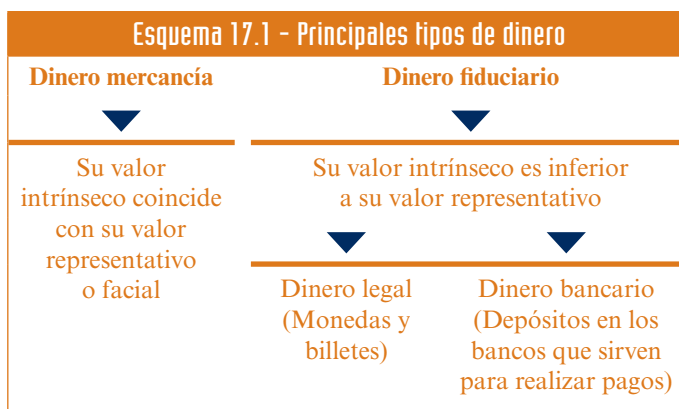 Esquema 17.1 - Principales tipos de dinero
Dinero mercancía
Su valor
intrínseco coincide
con su valor
representativo
o facial
Dinero fiduciario
Su valor intrínseco es inferior
a su valor representativo
Dinero legal
(Monedas y
billetes)
Dinero bancario
(Depósitos en los
bancos que sirven
para realizar pagos)